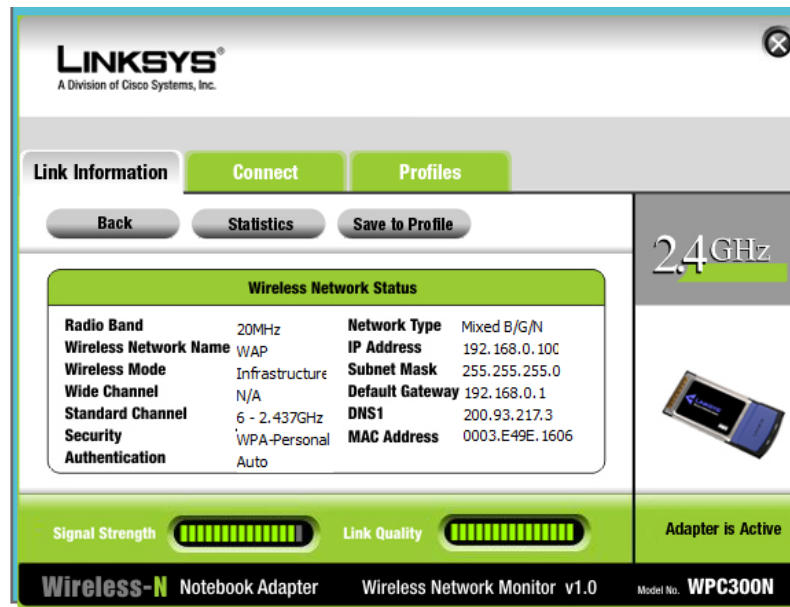 LINKSYS®
A Division of Cisco Systems, Inc.
Link Information Connect Profiles
Back Statistics Save to Profile
2.4GHz
Wireless Network Status
Radio Band 20MHz Network Type Mixed B/G/N
Wireless Network Name WAP IP Address 192.168.0.100
Wireless Mode Infrastructure Subnet Mask 255.255.255.0
Wide Channel N/A Default Gateway 192.168.0.1
Standard Channel 6 - 2.437GHz DNS1 200.93.217.3
Security WPA-Personal MAC Address 0003.E49E.1606
Authentication Auto
LINKSYS
Signal Strength Link Quality Adapter is Active
Wireless-N Notebook Adapter Wireless Network Monitor v1.0 Model No. WPC300N